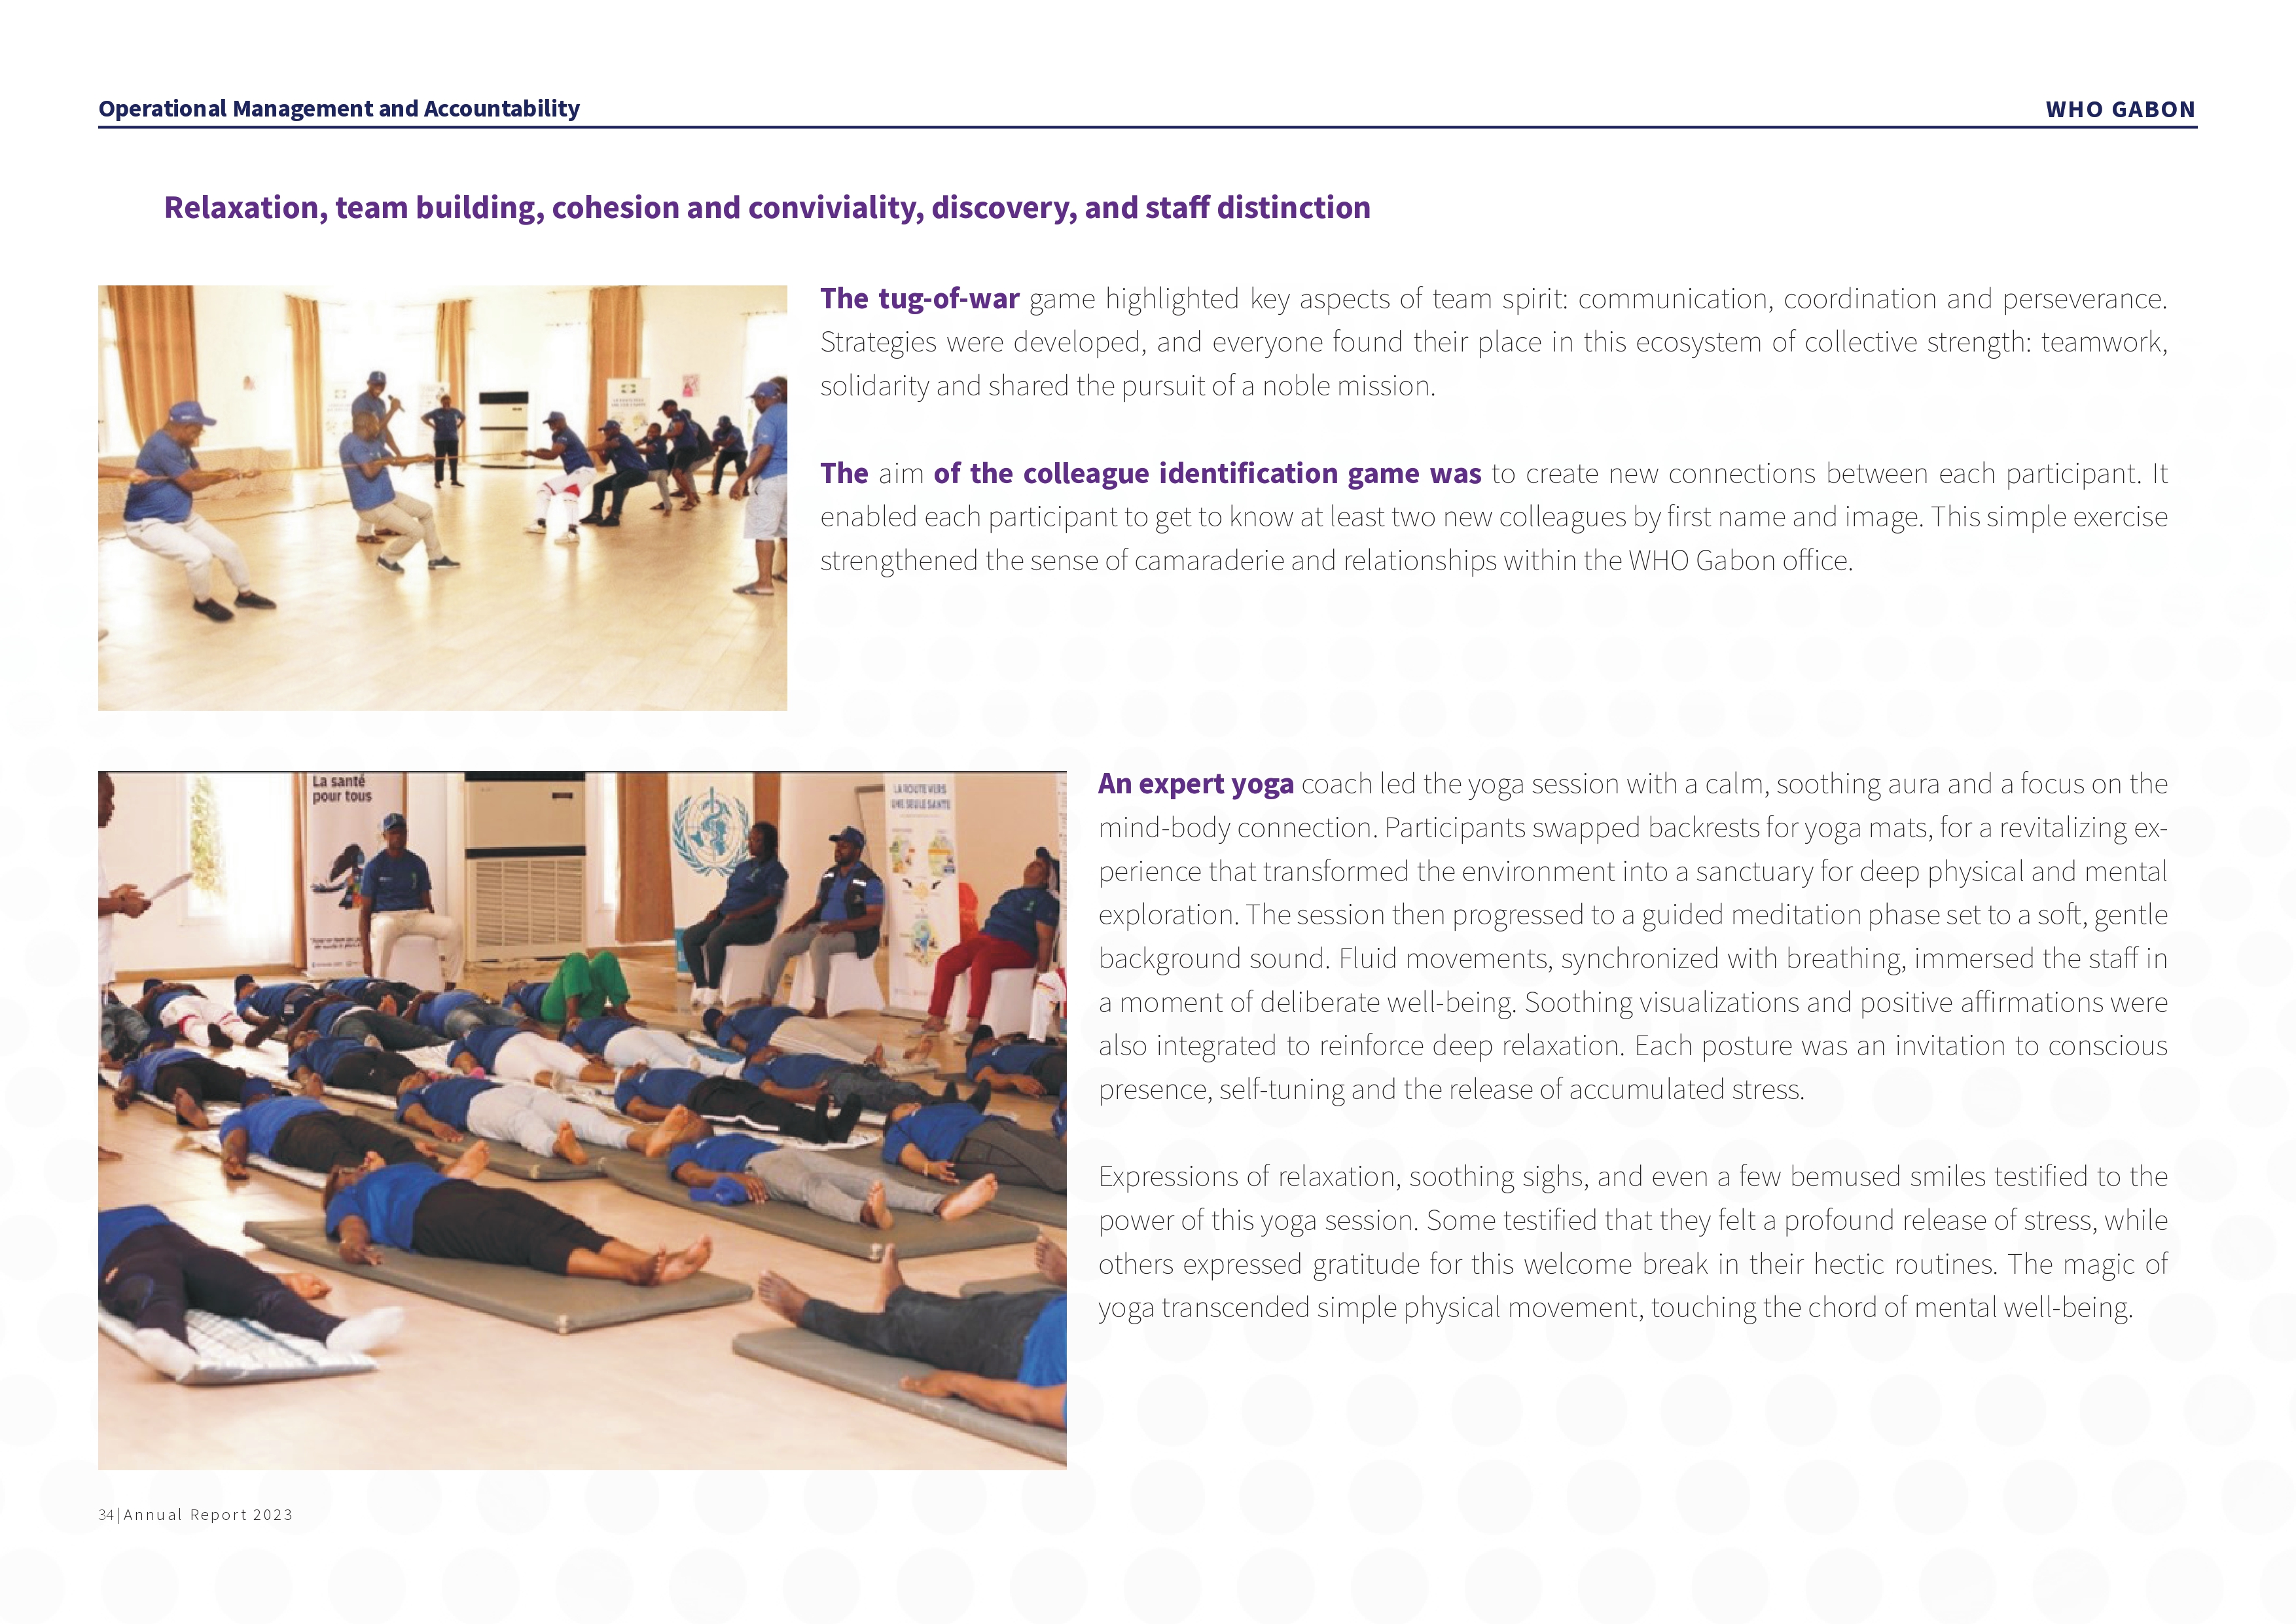 Operational Management and Accountability
WHO GABON
Relaxation, team building, cohesion and conviviality, discovery, and staff distinction
The tug-of-war game highlighted key aspects of team spirit: communication, coordination and perseverance.
Strategies were developed, and everyone found their place in this ecosystem of collective strength: teamwork,
solidarity and shared the pursuit of a noble mission.
The aim of the colleague identification game was to create new connections between each participant. It
enabled each participant to get to know at least two new colleagues by first name and image. This simple exercise
strengthened the sense of camaraderie and relationships within the WHO Gabon office.
La santé
pour tous
LA ROUTE VERS
UNE SEULE SANTÉ
An expert yoga coach led the yoga session with a calm, soothing aura and a focus on the
mind-body connection. Participants swapped backrests for yoga mats, for a revitalizing ex-
perience that transformed the environment into a sanctuary for deep physical and mental
exploration. The session then progressed to a guided meditation phase set to a soft, gentle
background sound. Fluid movements, synchronized with breathing, immersed the staff in
a moment of deliberate well-being. Soothing visualizations and positive affirmations were
also integrated to reinforce deep relaxation. Each posture was an invitation to conscious
presence, self-tuning and the release of accumulated stress.
Expressions of relaxation, soothing sighs, and even a few bemused smiles testified to the
power of this yoga session. Some testified that they felt a profound release of stress, while
others expressed gratitude for this welcome break in their hectic routines. The magic of
yoga transcended simple physical movement, touching the chord of mental well-being.
34|Annual Report 2023